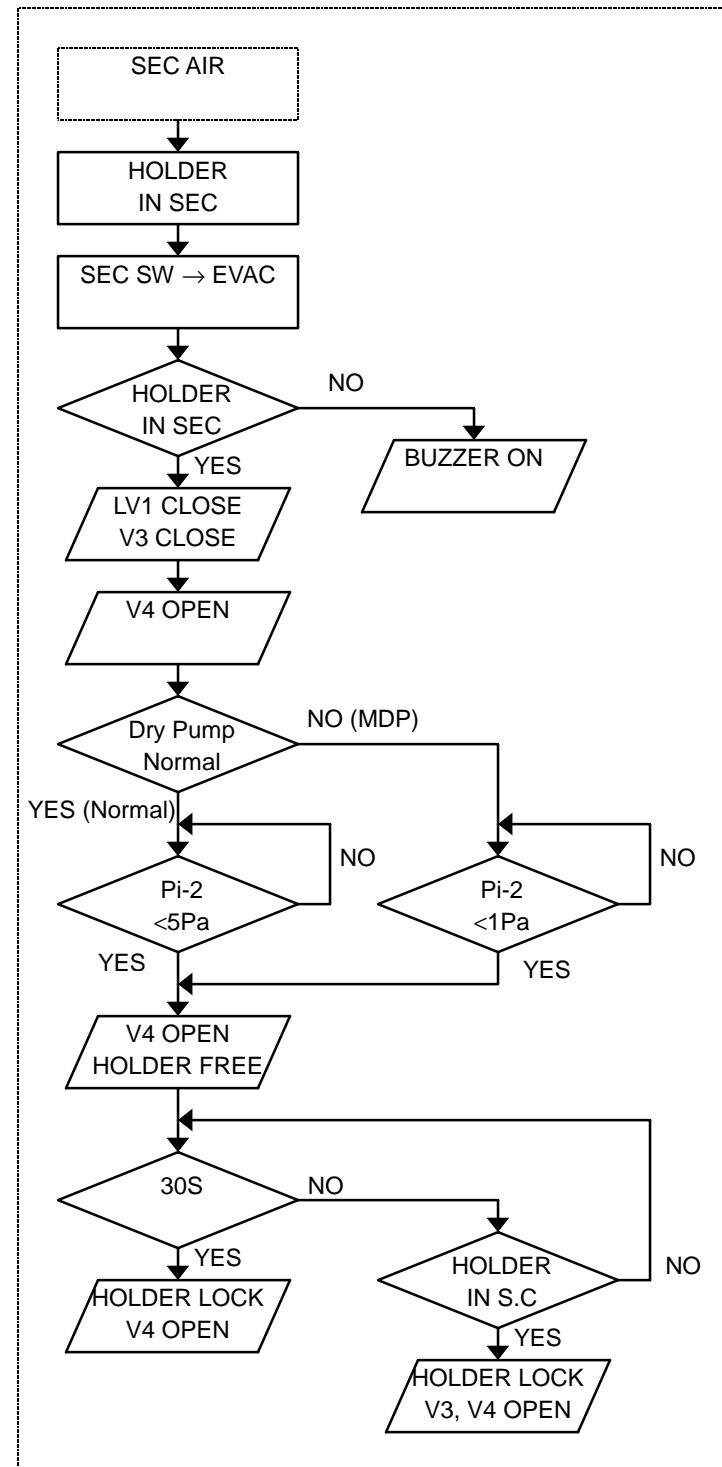 SEC AIR
HOLDER
IN SEC
SEC SW → EVAC
HOLDER
IN SEC
NO
BUZZER ON
YES
LV1 CLOSE
V3 CLOSE
V4 OPEN
Dry Pump
Normal
NO (MDP)
YES (Normal)
NO
NO
Pi-2
<5Pa
Pi-2
<1Pa
YES
YES
V4 OPEN
HOLDER FREE
30S
NO
YES
HOLDER
IN S.C
NO
HOLDER LOCK
V4 OPEN
YES
HOLDER LOCK
V3, V4 OPEN